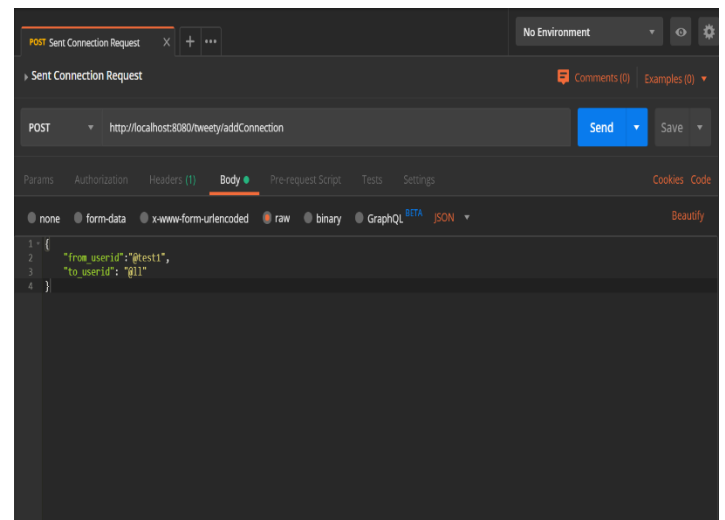 POST Sent Connection Request X + •••
No Environment
Sent Connection Request
Comments (0) Examples (0)
POST http://localhost:8080/tweety/addConnection Send Save
Params Authorization Headers (1) Body Pre-request Script Tests Settings Cookies Code
none form-data x-www-form-urlencoded raw binary GraphQL BETA JSON Beautify
1 {
2 "from_userid":"@test1",
3 "to_userid": "@ll"
4 }